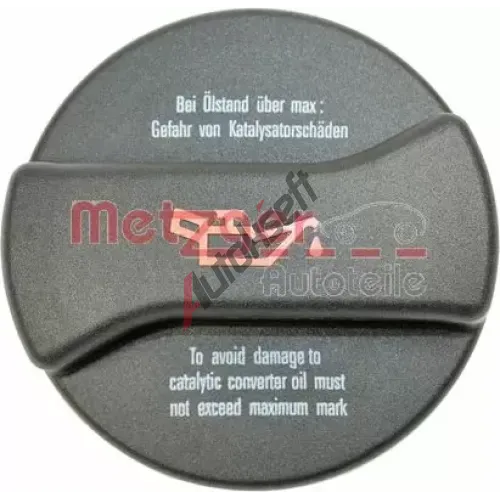 Bei Ölstand über max:
Gefahr von Katalysatorschäden
Metzger
Autoteile
AutoKseft
To avoid damage to
catalytic converter oil must
not exceed maximum mark